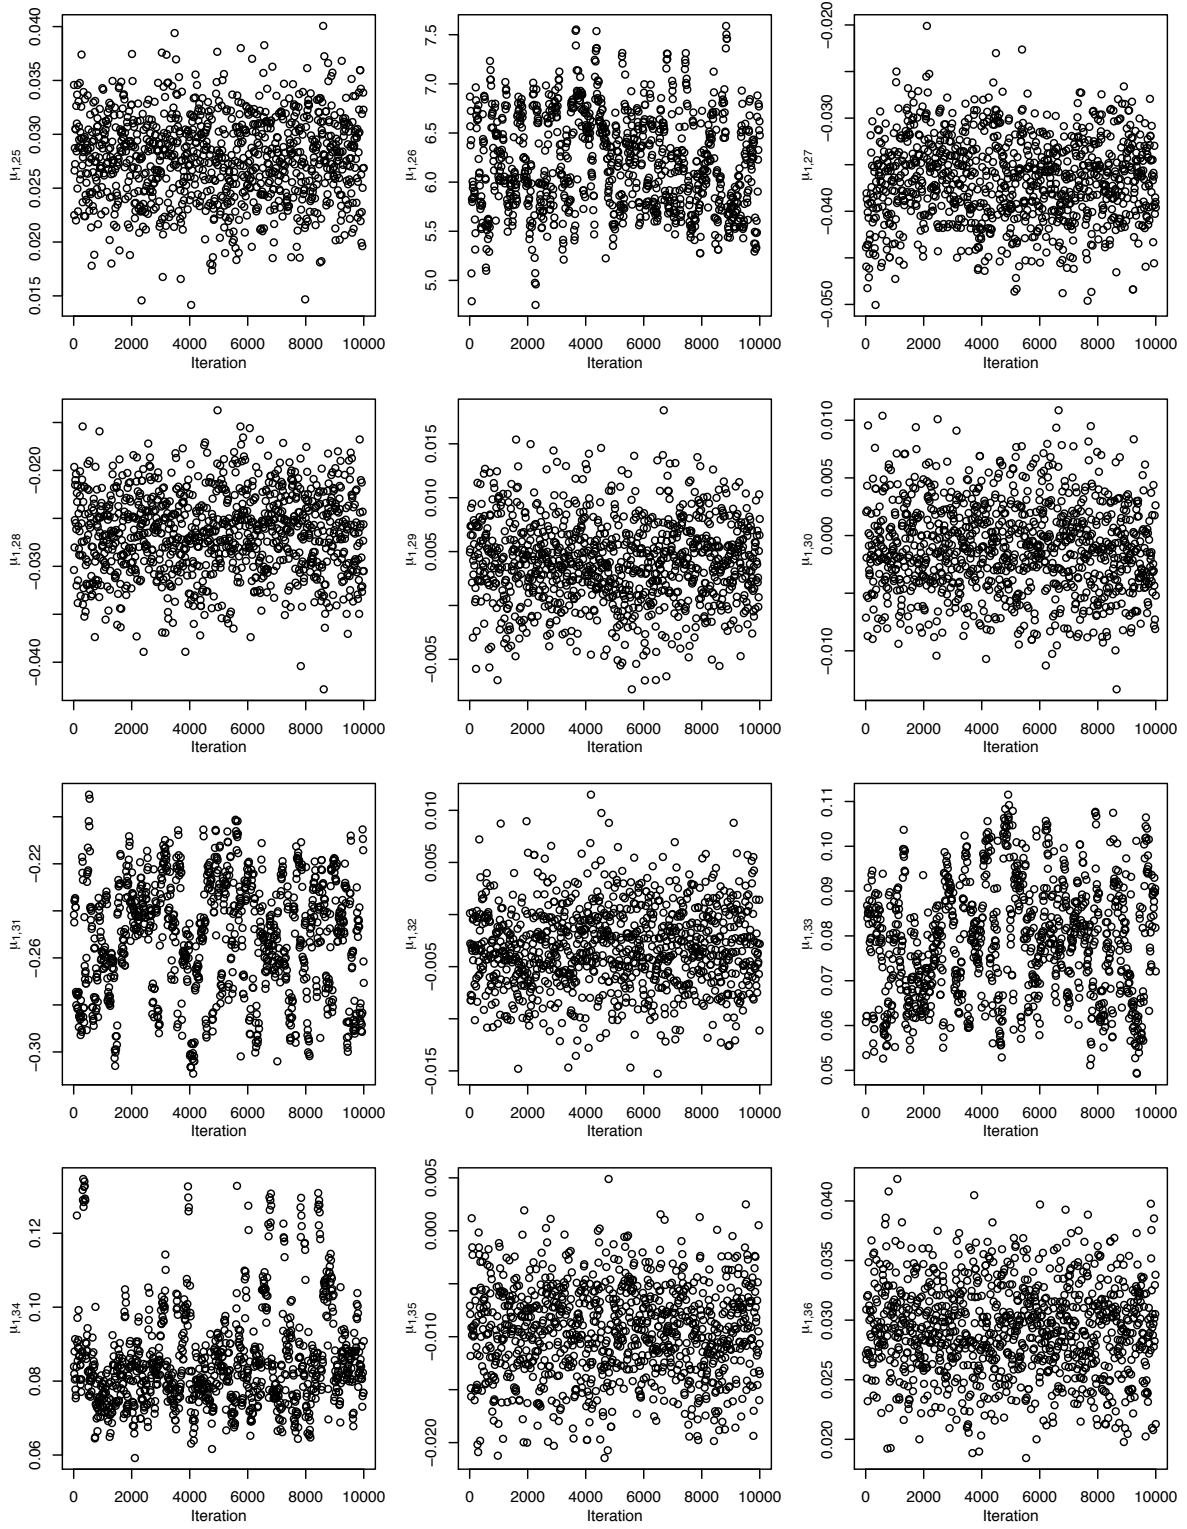 0.015 0.020 0.025 0.030 0.035 0.040
μ1,25
0 2000 4000 6000 8000 10000
Iteration
5.0 5.5 6.0 6.5 7.0 7.5
μ1,26
0 2000 4000 6000 8000 10000
Iteration
−0.050 −0.040 −0.030 −0.020
μ1,27
0 2000 4000 6000 8000 10000
Iteration
−0.040 −0.030 −0.020
μ1,28
0 2000 4000 6000 8000 10000
Iteration
−0.005 0.005 0.010 0.015
μ1,29
0 2000 4000 6000 8000 10000
Iteration
−0.010 0.000 0.005 0.010
μ1,30
0 2000 4000 6000 8000 10000
Iteration
−0.30 −0.26 −0.22
μ1,31
0 2000 4000 6000 8000 10000
Iteration
−0.015 −0.005 0.005 0.010
μ1,32
0 2000 4000 6000 8000 10000
Iteration
0.05 0.06 0.07 0.08 0.09 0.10 0.11
μ1,33
0 2000 4000 6000 8000 10000
Iteration
0.06 0.08 0.10 0.12
μ1,34
0 2000 4000 6000 8000 10000
Iteration
−0.020 −0.010 0.000 0.005
μ1,35
0 2000 4000 6000 8000 10000
Iteration
0.020 0.025 0.030 0.035 0.040
μ1,36
0 2000 4000 6000 8000 10000
Iteration